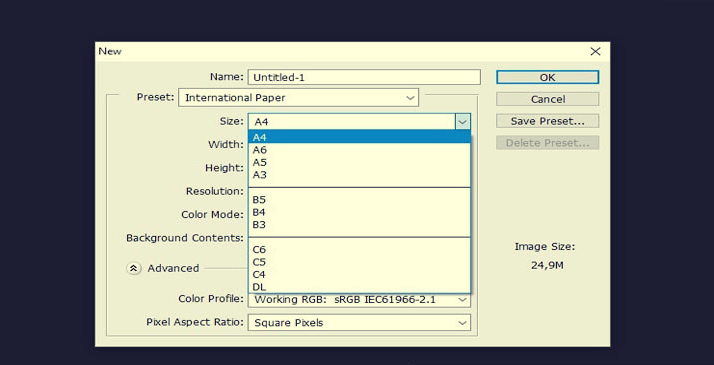 New
Name: Untitled-1
OK
Preset: International Paper
Cancel
Size: A4
Save Preset...
A4
Width:
A6
Delete Preset...
A5
Height:
A3
Resolution:
B5
B4
Color Mode:
B3
Background Contents:
C6
Image Size:
C5
24,9M
Advanced
C4
DL
Color Profile: Working RGB: sRGB IEC61966-2.1
Pixel Aspect Ratio: Square Pixels